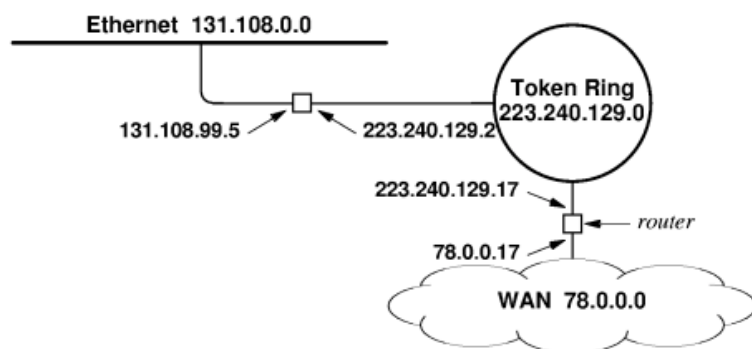 Ethernet 131.108.0.0
Token Ring
223.240.129.0
131.108.99.5
223.240.129.2
223.240.129.17
router
78.0.0.17
WAN 78.0.0.0